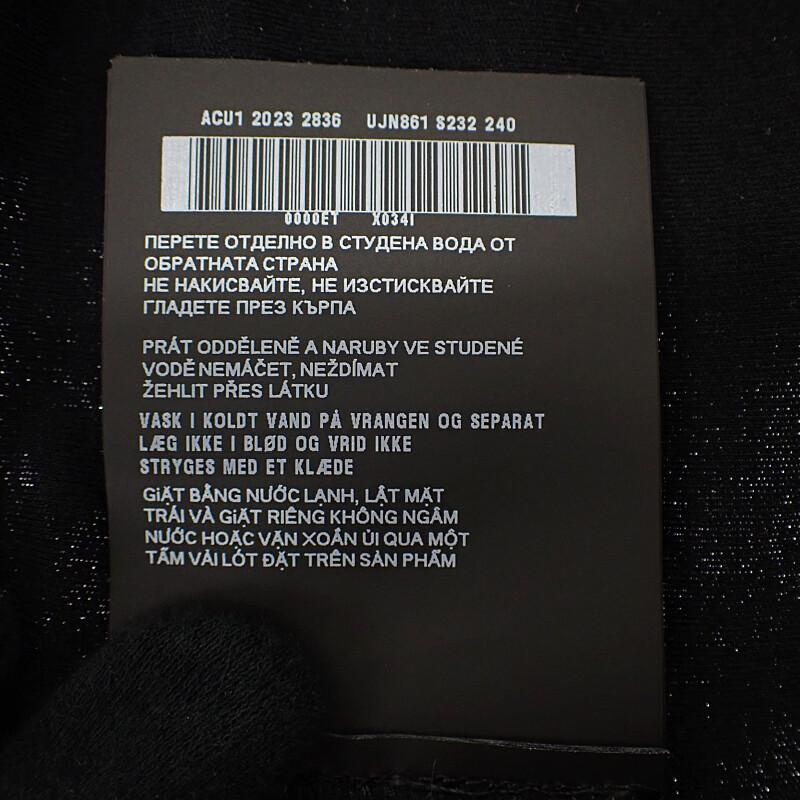 ACU1 2023 2836 UJN861 S232 240
0000ET X034I
ПЕРЕТЕ ОТДЕЛНО В СТУДЕНА ВОДА ОТ
ОБРАТНАТА СТРАНА
НЕ НАКИСВАЙТЕ, НЕ ИЗСТИСКВАЙТЕ
ГЛАДЕТЕ ПРЕЗ КЪРПА
PRÁT ODDĚLENĚ A NARUBY VE STUDENÉ
VODĚ NEMÁČET, NEŽDÍMAT
ŽEHLIT PŘES LÁTKU
VASK I KOLDT VAND PÅ VRANGEN OG SEPARAT
LÆG IKKE I BLØD OG VRID IKKE
STRYGES MED ET KLÆDE
GIẶT BẰNG NƯỚC LẠNH, LẬT MẶT
TRÁI VÀ GIẶT RIÊNG KHÔNG NGÂM
NƯỚC HOẶC VẶN XOẮN ỦI QUA MỘT
TẤM VẢI LÓT ĐẶT TRÊN SẢN PHẨM